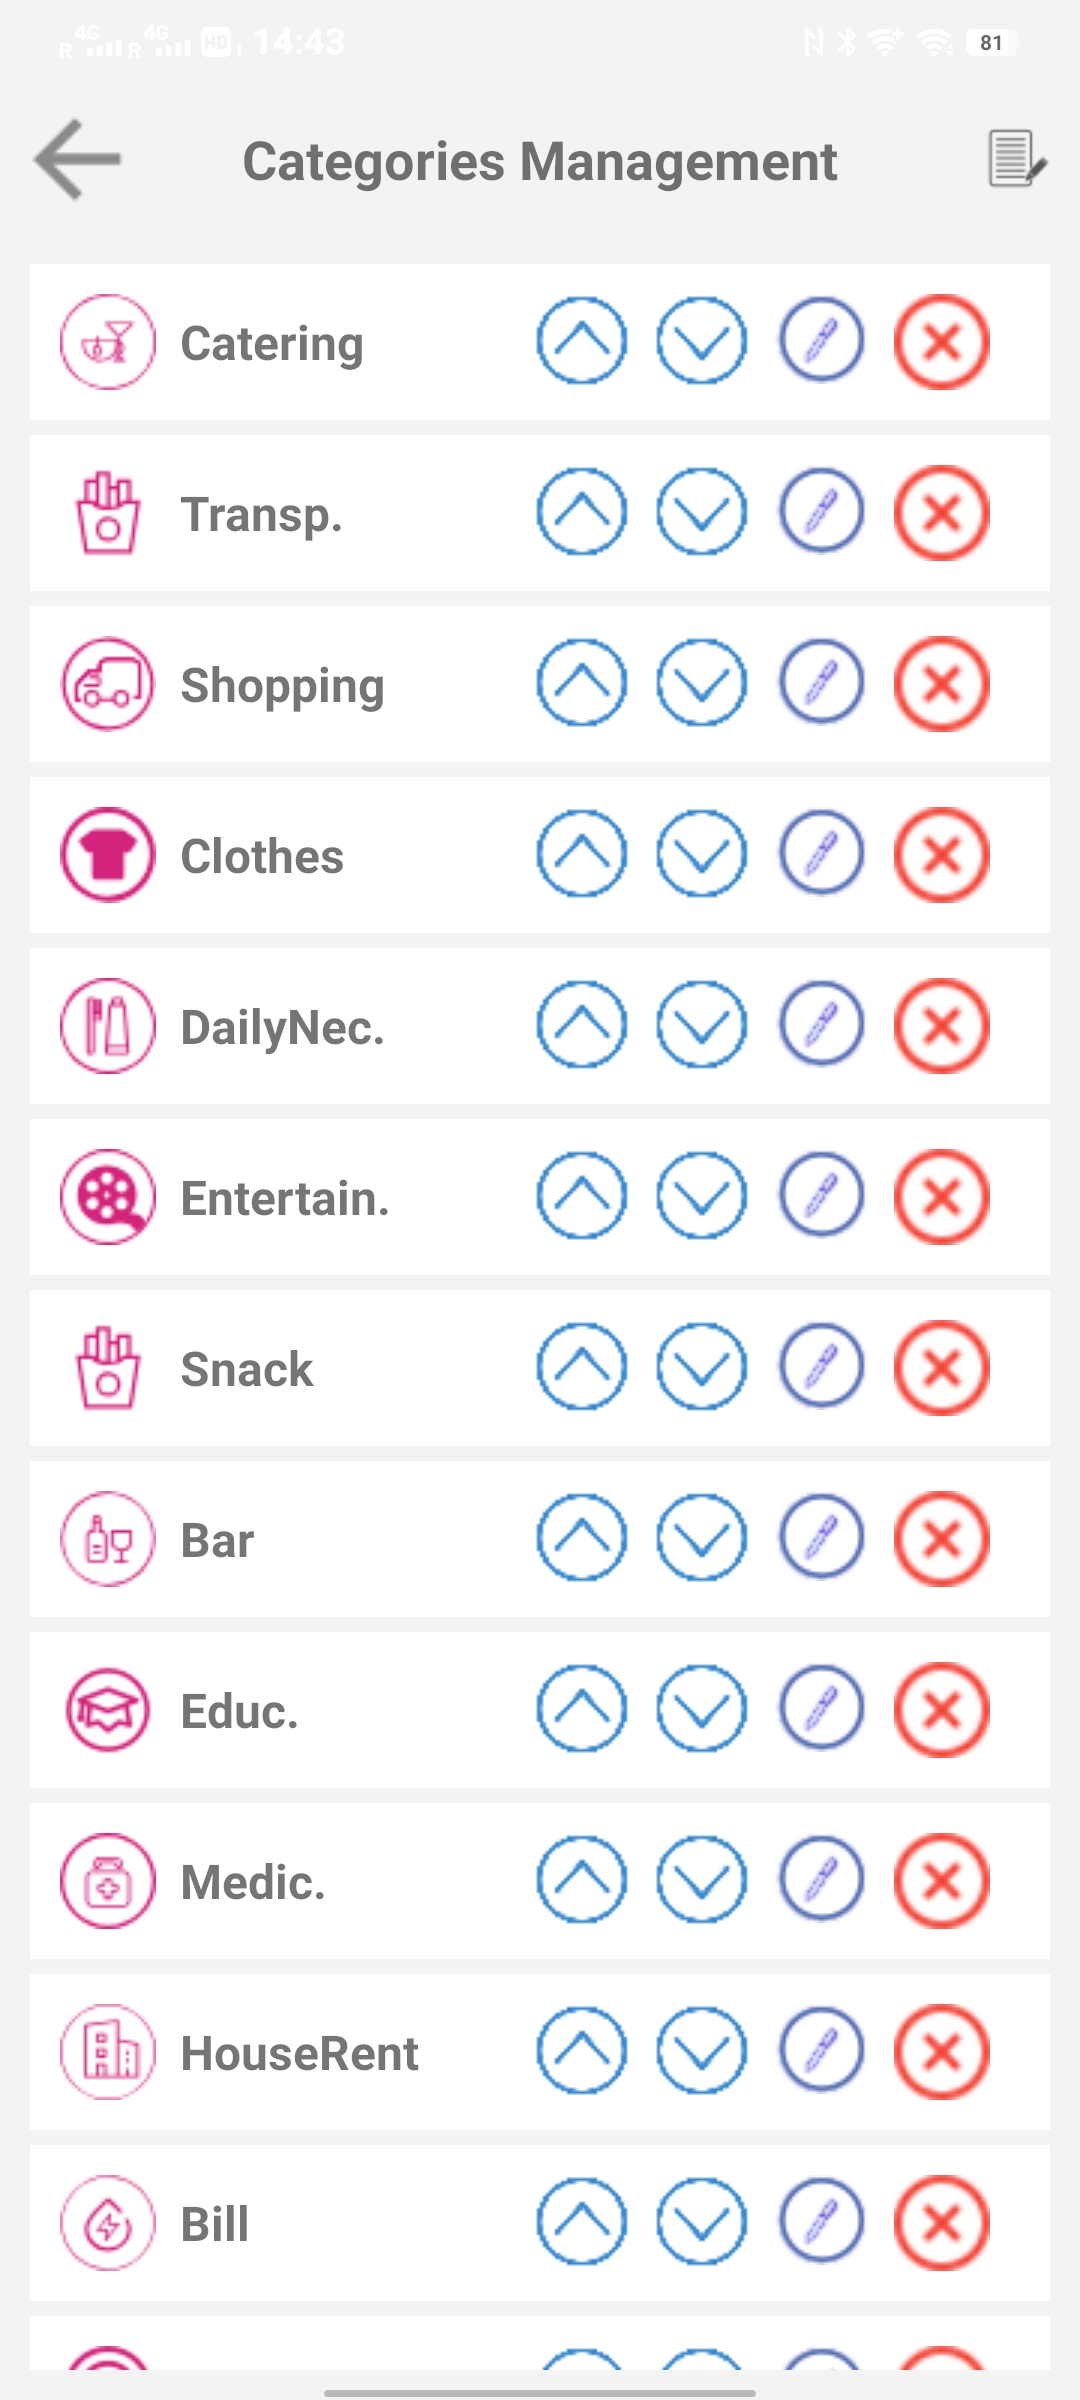 R 4G R 4G HD 1 14:43 81
Categories Management
Catering
Transp.
Shopping
Clothes
DailyNec.
Entertain.
Snack
Bar
Educ.
Medic.
HouseRent
Bill